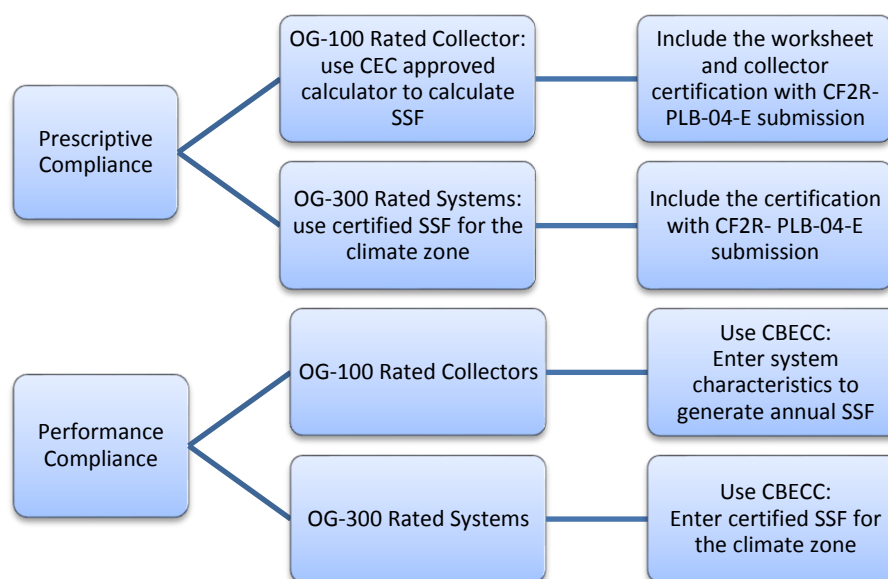 Prescriptive
Compliance
OG-100 Rated Collector:
use CEC approved
calculator to calculate
SSF
Include the worksheet
and collector
certification with CF2R-
PLB-04-E submission
OG-300 Rated Systems:
use certified SSF for the
climate zone
Include the certification
with CF2R- PLB-04-E
submission
Performance
Compliance
OG-100 Rated Collectors
Use CBECC:
Enter system
characteristics to
generate annual SSF
OG-300 Rated Systems
Use CBECC:
Enter certified SSF for
the climate zone